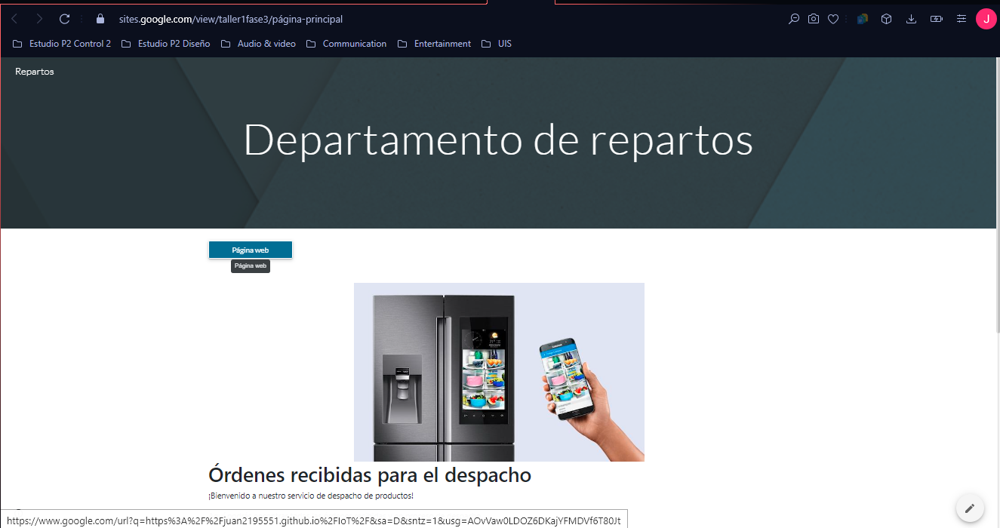 sites.google.com/view/taller1fase3/página-principal
J
Estudio P2 Control 2 Estudio P2 Diseño Audio & video Communication Entertainment UIS
Repartos
Departamento de repartos
Página web
Página web
Órdenes recibidas para el despacho
¡Bienvenido a nuestro servicio de despacho de productos!
https://www.google.com/url?q=https%3A%2F%2Fjuan2195551.github.io%2FIoT%2F&sa=D&sntz=1&usg=AOvVaw0LDOZ6DKajYFMDVf6T80Jt